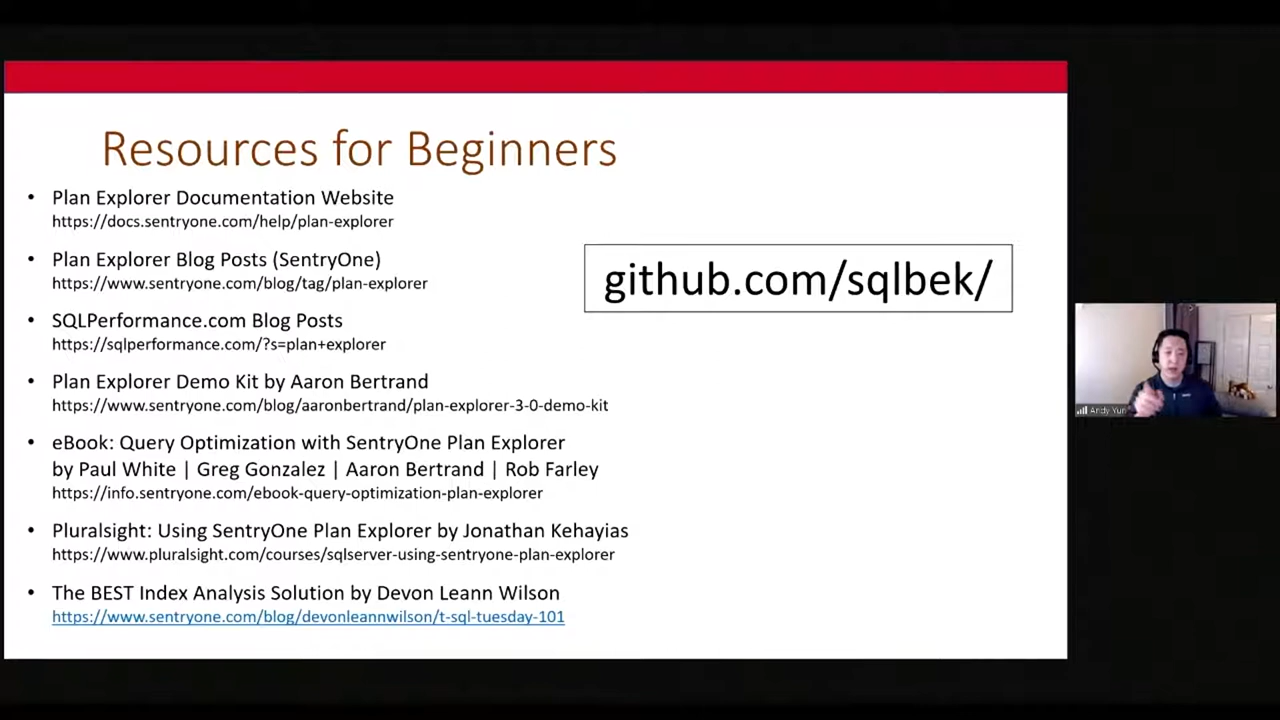 Resources for Beginners
• Plan Explorer Documentation Website
https://docs.sentryone.com/help/plan-explorer
• Plan Explorer Blog Posts (SentryOne)
https://www.sentryone.com/blog/tag/plan-explorer
• SQLPerformance.com Blog Posts
https://sqlperformance.com/?s=plan+explorer
• Plan Explorer Demo Kit by Aaron Bertrand
https://www.sentryone.com/blog/aaronbertrand/plan-explorer-3-0-demo-kit
• eBook: Query Optimization with SentryOne Plan Explorer
by Paul White | Greg Gonzalez | Aaron Bertrand | Rob Farley
https://info.sentryone.com/ebook-query-optimization-plan-explorer
• Pluralsight: Using SentryOne Plan Explorer by Jonathan Kehayias
https://www.pluralsight.com/courses/sqlserver-using-sentryone-plan-explorer
• The BEST Index Analysis Solution by Devon Leann Wilson
https://www.sentryone.com/blog/devonleannwilson/t-sql-tuesday-101
github.com/sqlbek/
Andy Yun